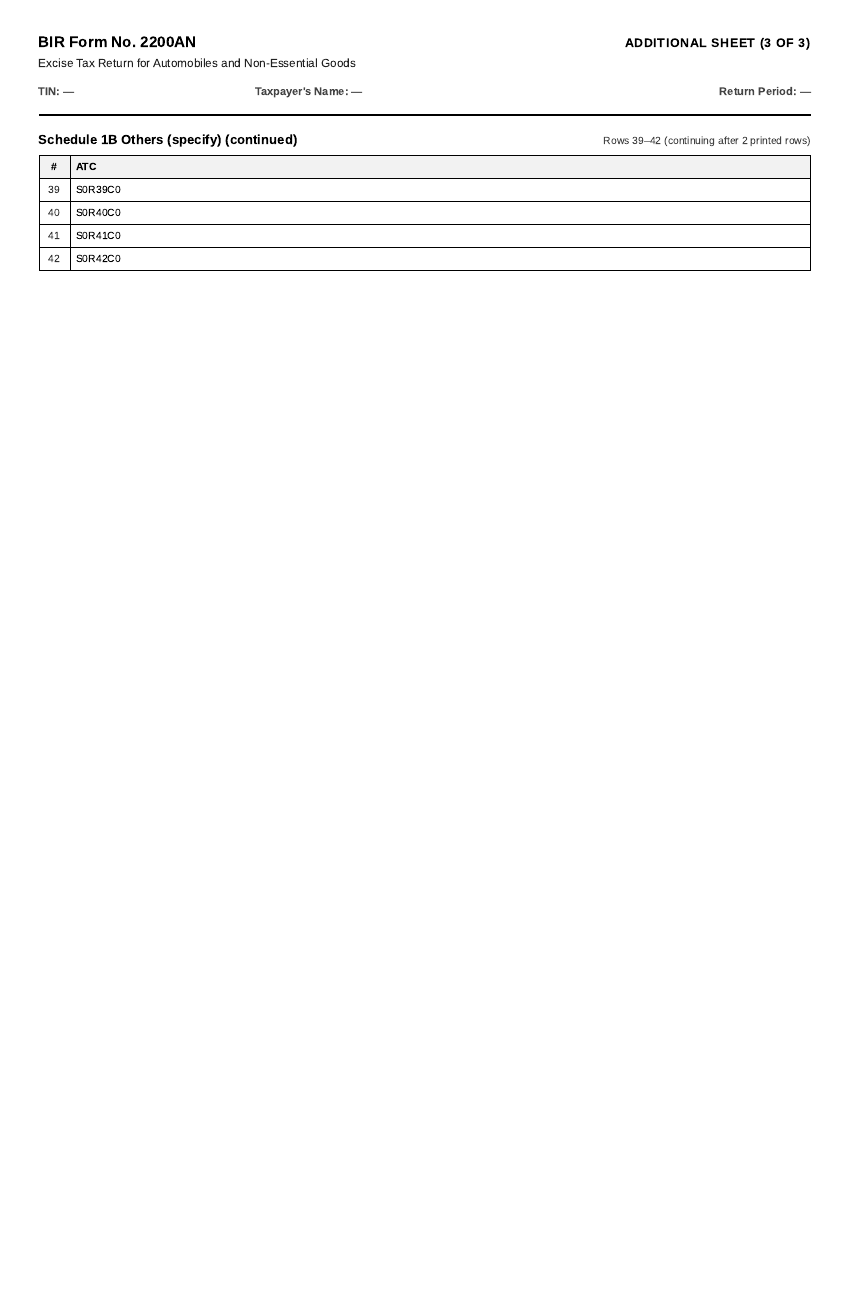 BIR Form No. 2200AN
ADDITIONAL SHEET (3 OF 3)
Excise Tax Return for Automobiles and Non-Essential Goods
TIN: —
Taxpayer's Name: —
Return Period: —
Schedule 1B Others (specify) (continued)
Rows 39–42 (continuing after 2 printed rows)
# ATC
39 S0R39C0
40 S0R40C0
41 S0R41C0
42 S0R42C0